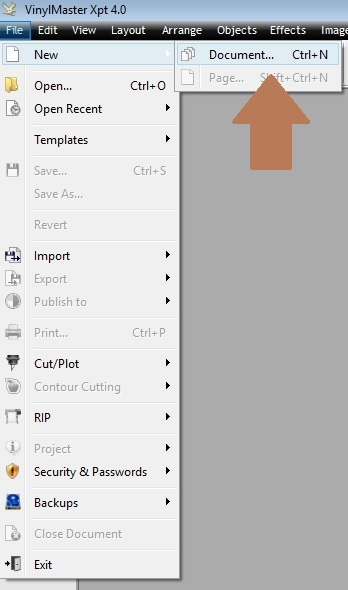 VinylMaster Xpt 4.0
File Edit View Layout Arrange Objects Effects Image
New
Document... Ctrl+N
Page... Shift+Ctrl+N
Open... Ctrl+O
Open Recent
Templates
Save... Ctrl+S
Save As...
Revert
Import
Export
Publish to
Print... Ctrl+P
Cut/Plot
Contour Cutting
RIP
Project
Security & Passwords
Backups
Close Document
Exit